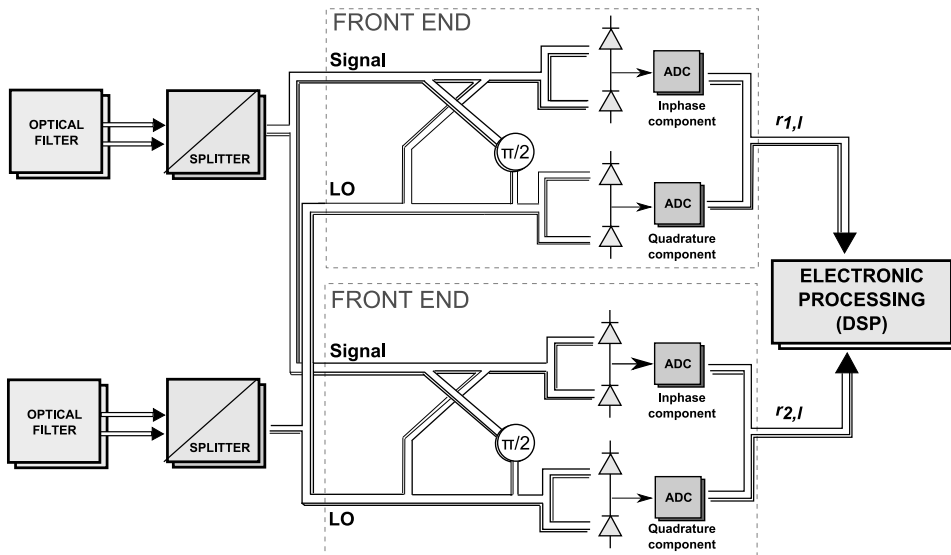 FRONT END
Signal
ADC
Inphase
component
π/2
r1,l
OPTICAL
FILTER
SPLITTER
LO
ADC
Quadrature
component
ELECTRONIC
PROCESSING
(DSP)
FRONT END
Signal
ADC
Inphase
component
OPTICAL
FILTER
SPLITTER
π/2
r2,l
ADC
LO
Quadrature
component